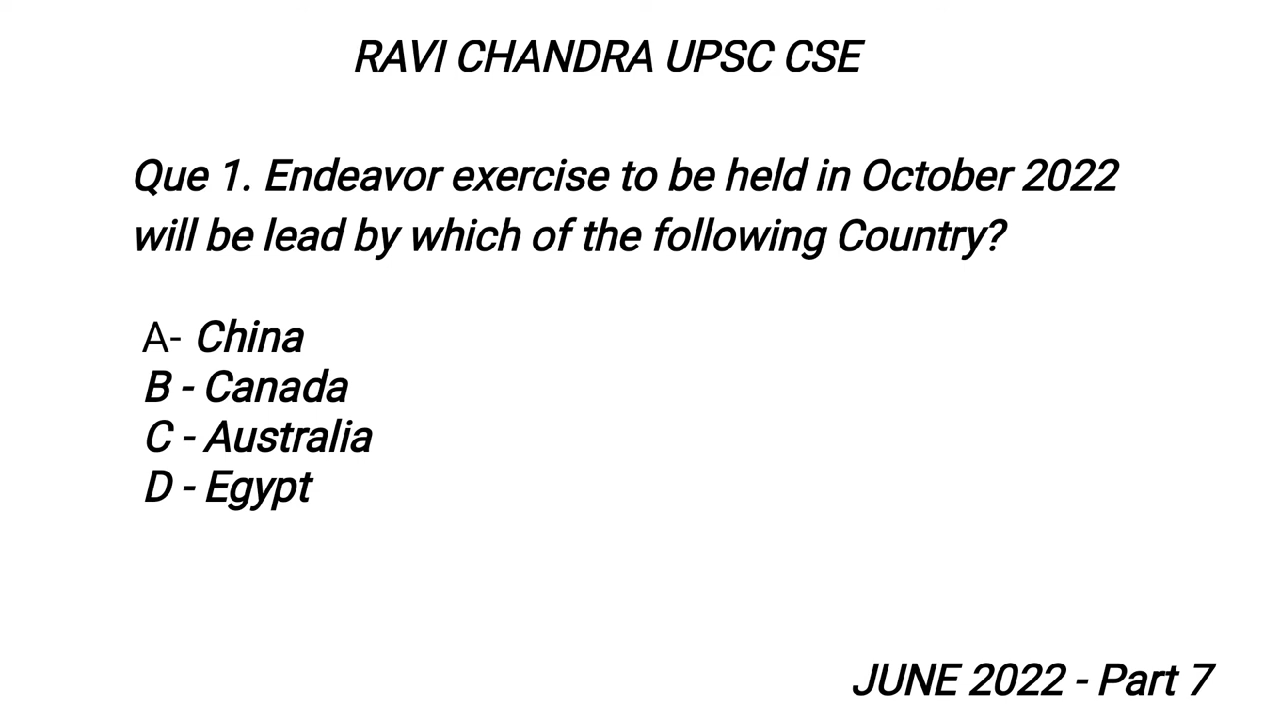 RAVI CHANDRA UPSC CSE
Que 1. Endeavor exercise to be held in October 2022
will be lead by which of the following Country?
A- China
B - Canada
C - Australia
D - Egypt
JUNE 2022 - Part 7